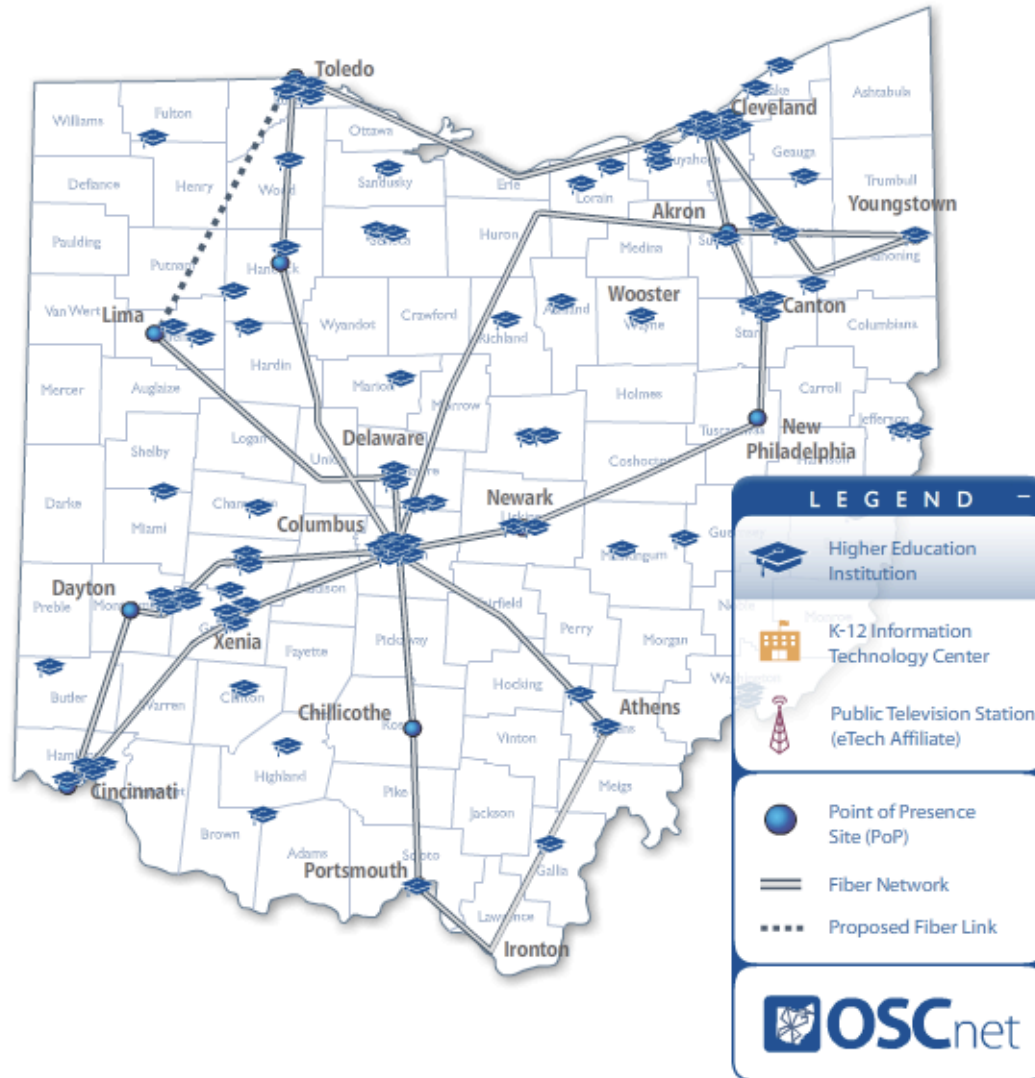 Toledo
Cleveland
Ashtabula
Williams
Fulton
Ottawa
Geauga
Defiance
Henry
Wood
Sandusky
Erie
Lorain
Trumbull
Youngstown
Akron
Paulding
Huron
Medina
Mahoning
Putnam
Van Wert
Lima
Wyandot
Crawford
Richland
Wooster
Wayne
Canton
Columbiana
Hardin
Mercer
Auglaize
Marion
Morrow
Holmes
Carroll
Jefferson
Shelby
Logan
Union
Delaware
Tuscarawas
New
Philadelphia
Coshocton
Harrison
Darke
Miami
Columbus
Newark
Muskingum
Dayton
Preble
Xenia
Madison
Fairfield
Perry
Morgan
Noble
Monroe
Fayette
Pickaway
Butler
Warren
Clinton
Hocking
Washington
Chillicothe
Ross
Athens
Vinton
Hamilton
Cincinnati
Highland
Pike
Meigs
Jackson
Brown
Adams
Scioto
Gallia
Portsmouth
Lawrence
Ironton
LEGEND –
Higher Education
Institution
K-12 Information
Technology Center
Public Television Station
(eTech Affiliate)
Point of Presence
Site (PoP)
Fiber Network
Proposed Fiber Link
OSCnet